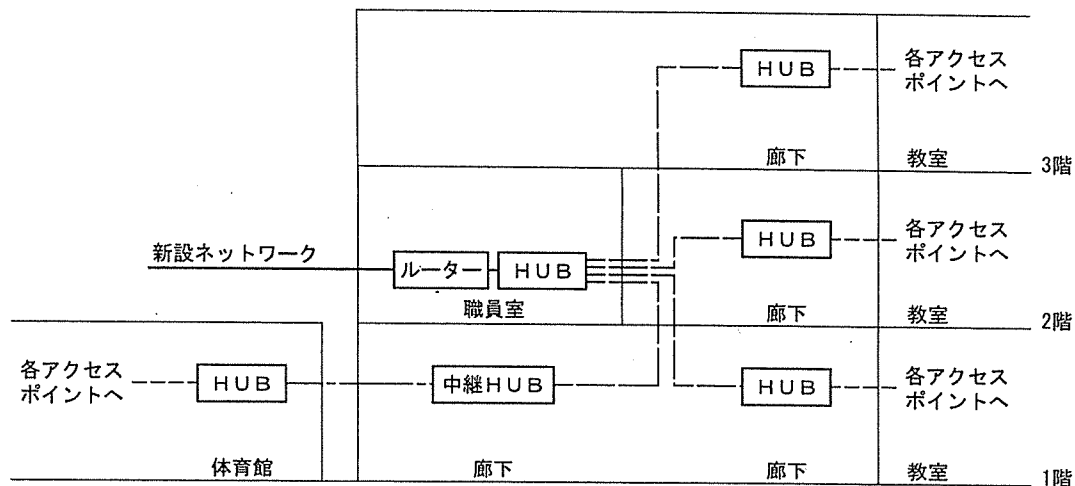 HUB
各アクセス
ポイントへ
廊下
教室
3階
新設ネットワーク
ルーター
HUB
職員室
HUB
各アクセス
ポイントへ
廊下
教室
2階
各アクセス
ポイントへ
HUB
中継HUB
HUB
各アクセス
ポイントへ
体育館
廊下
廊下
教室
1階